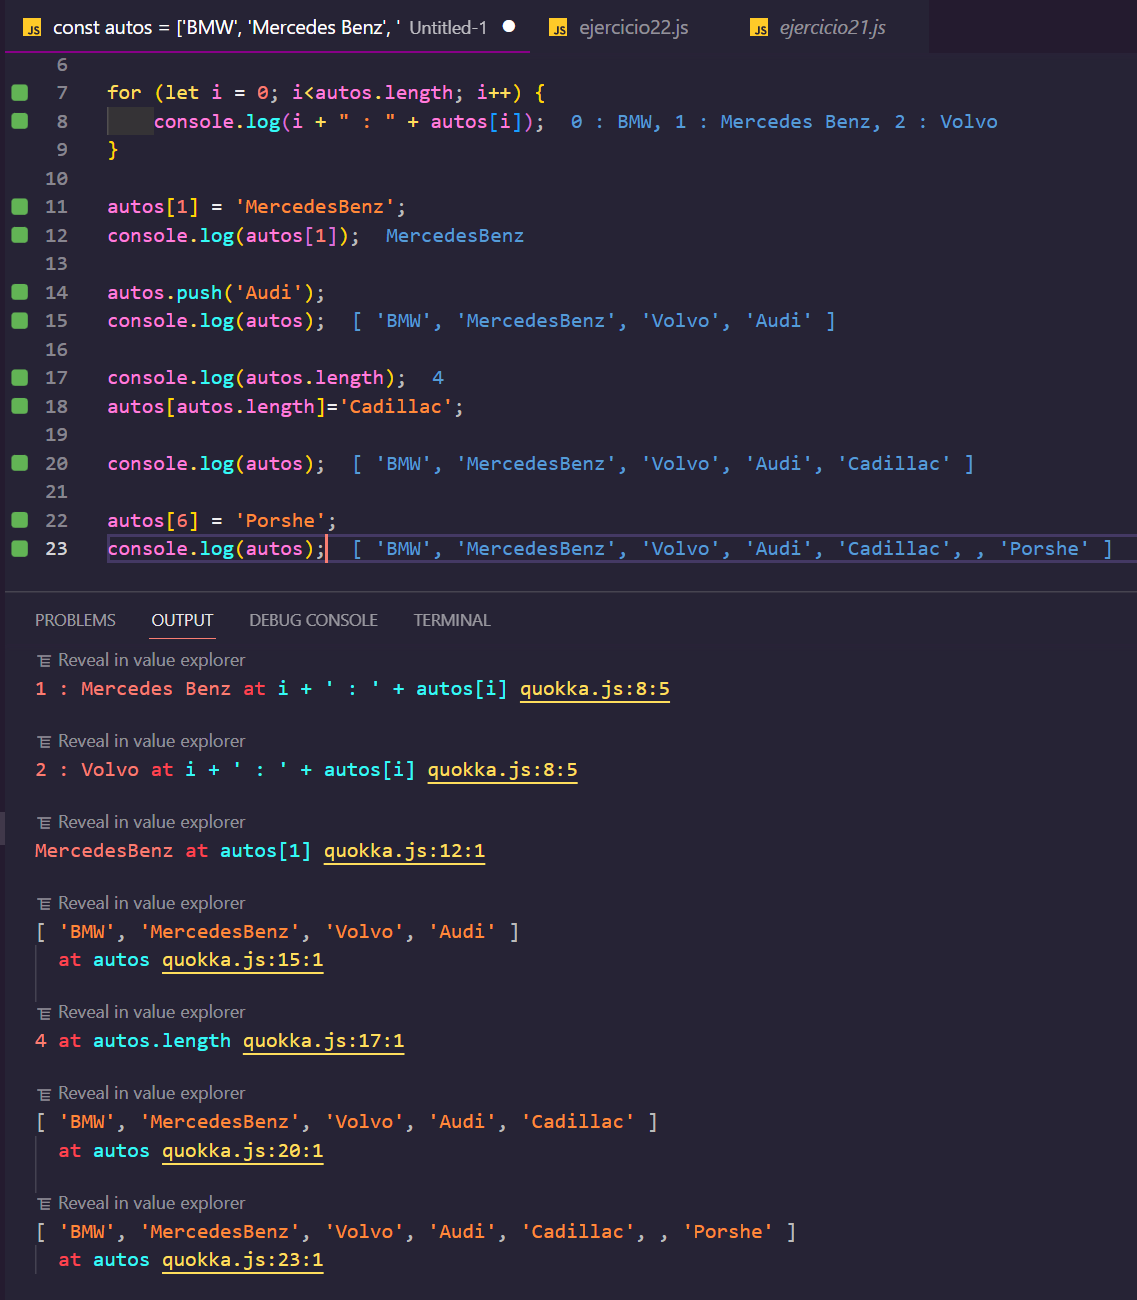 JS const autos = ['BMW', 'Mercedes Benz', ' Untitled-1 ● JS ejercicio22.js JS ejercicio21.js
6
7 for (let i = 0; i<autos.length; i++) {
8 console.log(i + " : " + autos[i]); 0 : BMW, 1 : Mercedes Benz, 2 : Volvo
9 }
10
11 autos[1] = 'MercedesBenz';
12 console.log(autos[1]); MercedesBenz
13
14 autos.push('Audi');
15 console.log(autos); [ 'BMW', 'MercedesBenz', 'Volvo', 'Audi' ]
16
17 console.log(autos.length); 4
18 autos[autos.length]='Cadillac';
19
20 console.log(autos); [ 'BMW', 'MercedesBenz', 'Volvo', 'Audi', 'Cadillac' ]
21
22 autos[6] = 'Porshe';
23 console.log(autos); [ 'BMW', 'MercedesBenz', 'Volvo', 'Audi', 'Cadillac', , 'Porshe' ]
PROBLEMS OUTPUT DEBUG CONSOLE TERMINAL
Reveal in value explorer
1 : Mercedes Benz at i + ' : ' + autos[i] quokka.js:8:5
Reveal in value explorer
2 : Volvo at i + ' : ' + autos[i] quokka.js:8:5
Reveal in value explorer
MercedesBenz at autos[1] quokka.js:12:1
Reveal in value explorer
[ 'BMW', 'MercedesBenz', 'Volvo', 'Audi' ]
at autos quokka.js:15:1
Reveal in value explorer
4 at autos.length quokka.js:17:1
Reveal in value explorer
[ 'BMW', 'MercedesBenz', 'Volvo', 'Audi', 'Cadillac' ]
at autos quokka.js:20:1
Reveal in value explorer
[ 'BMW', 'MercedesBenz', 'Volvo', 'Audi', 'Cadillac', , 'Porshe' ]
at autos quokka.js:23:1